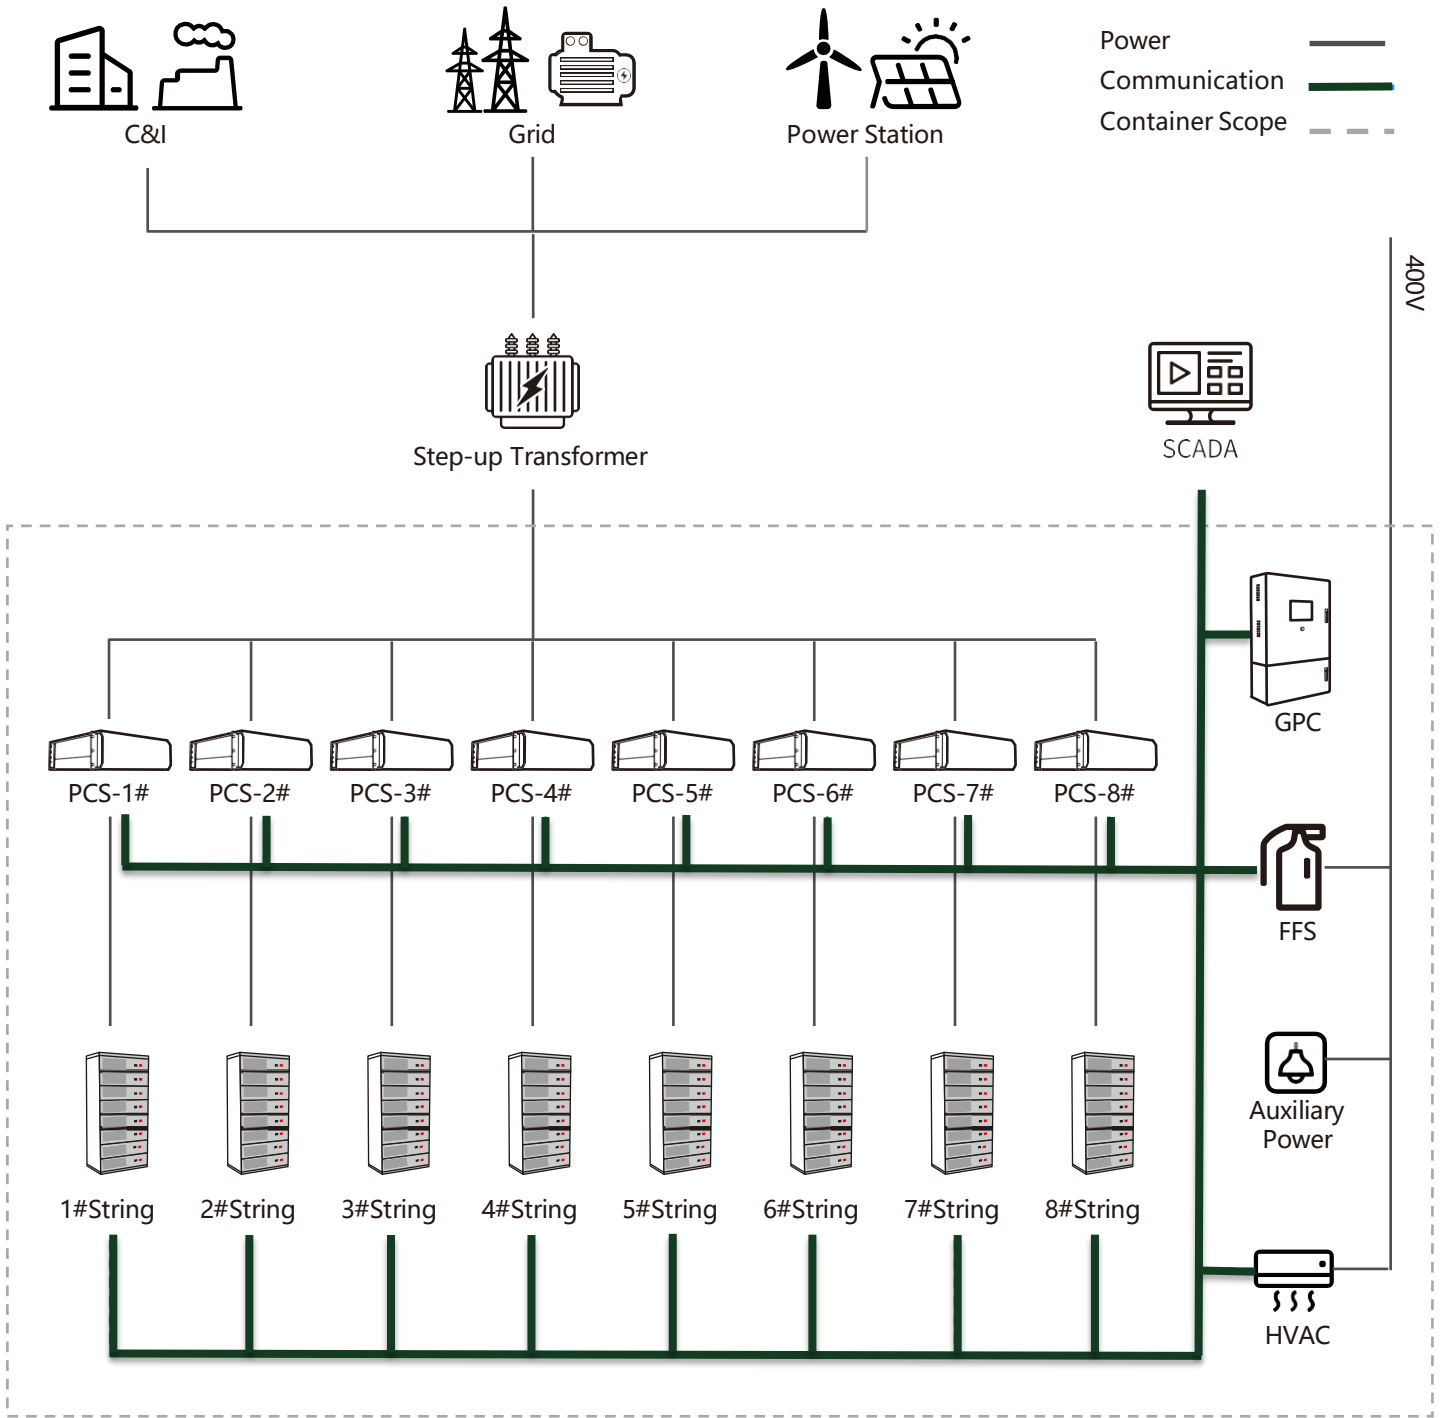 C&I
Grid
Power Station
Power
Communication
Container Scope
400V
Step-up Transformer
SCADA
GPC
PCS-1#
PCS-2#
PCS-3#
PCS-4#
PCS-5#
PCS-6#
PCS-7#
PCS-8#
FFS
Auxiliary
Power
1#String
2#String
3#String
4#String
5#String
6#String
7#String
8#String
HVAC